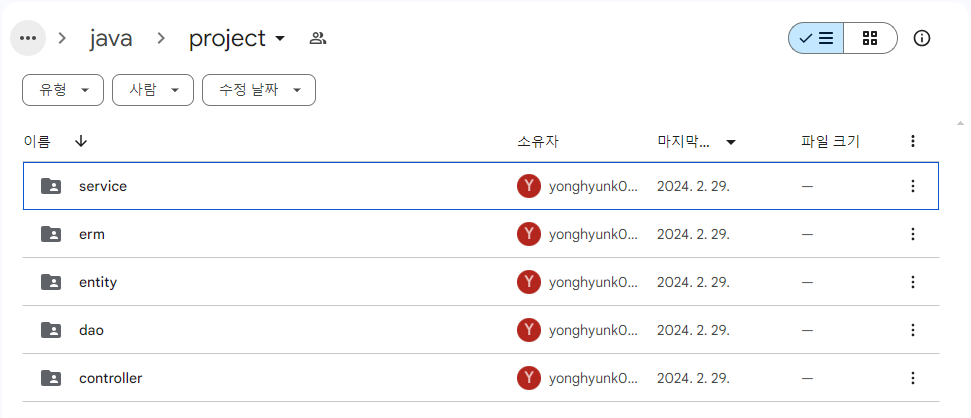 java project
유형 사람 수정 날짜
이름 소유자 마지막... 파일 크기
service Y yonghyunk0... 2024. 2. 29. —
erm Y yonghyunk0... 2024. 2. 29. —
entity Y yonghyunk0... 2024. 2. 29. —
dao Y yonghyunk0... 2024. 2. 29. —
controller Y yonghyunk0... 2024. 2. 29. —